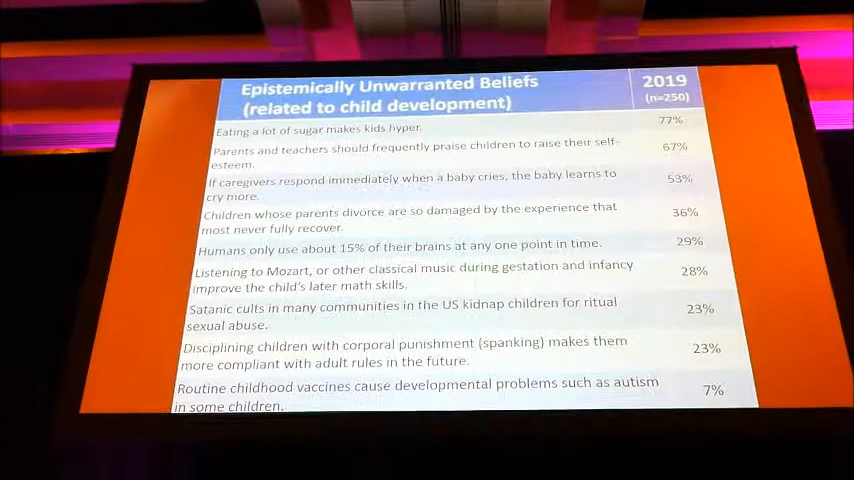 Epistemically Unwarranted Beliefs
(related to child development)
2019
(n=250)
Eating a lot of sugar makes kids hyper.
77%
Parents and teachers should frequently praise children to raise their self-
esteem.
67%
If caregivers respond immediately when a baby cries, the baby learns to
cry more.
53%
Children whose parents divorce are so damaged by the experience that
most never fully recover.
36%
Humans only use about 15% of their brains at any one point in time.
29%
Listening to Mozart, or other classical music during gestation and infancy
improve the child's later math skills.
28%
Satanic cults in many communities in the US kidnap children for ritual
sexual abuse.
23%
Disciplining children with corporal punishment (spanking) makes them
more compliant with adult rules in the future.
23%
Routine childhood vaccines cause developmental problems such as autism
in some children.
7%